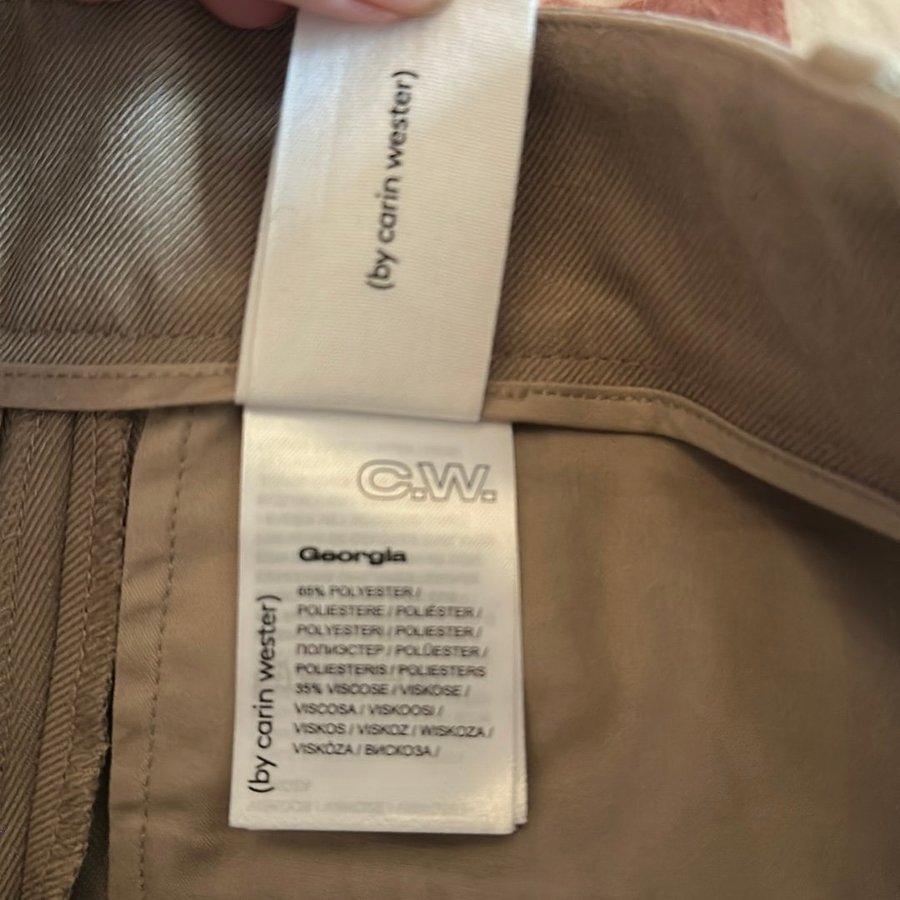 (by carin wester)
C.W.
Georgia
65% POLYESTER /
POLIESTERE / POLIÉSTER /
POLYESTERI / POLIESTER /
ПОЛИЭСТЕР / POLÜESTER /
POLIESTERIS / POLIESTERS
35% VISCOSE / VISKOSE /
VISCOSA / VISKOOSI /
VISKOS / VISKOZ / WISKOZA /
VISKÓZA / ВИСКОЗА /
(by carin wester)